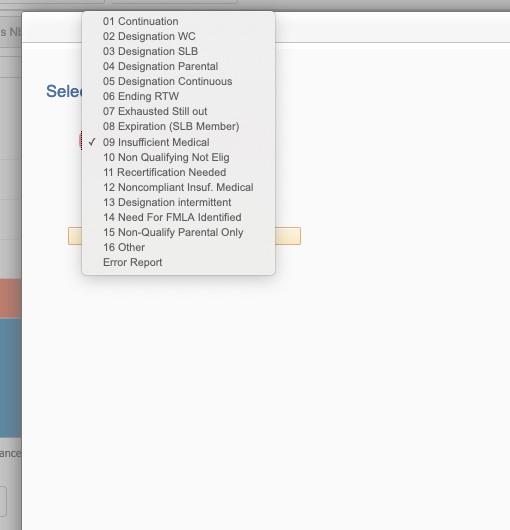 s NI
Selec
01 Continuation
02 Designation WC
03 Designation SLB
04 Designation Parental
05 Designation Continuous
06 Ending RTW
07 Exhausted Still out
08 Expiration (SLB Member)
✓ 09 Insufficient Medical
10 Non Qualifying Not Elig
11 Recertification Needed
12 Noncompliant Insuf. Medical
13 Designation intermittent
14 Need For FMLA Identified
15 Non-Qualify Parental Only
16 Other
Error Report
ance